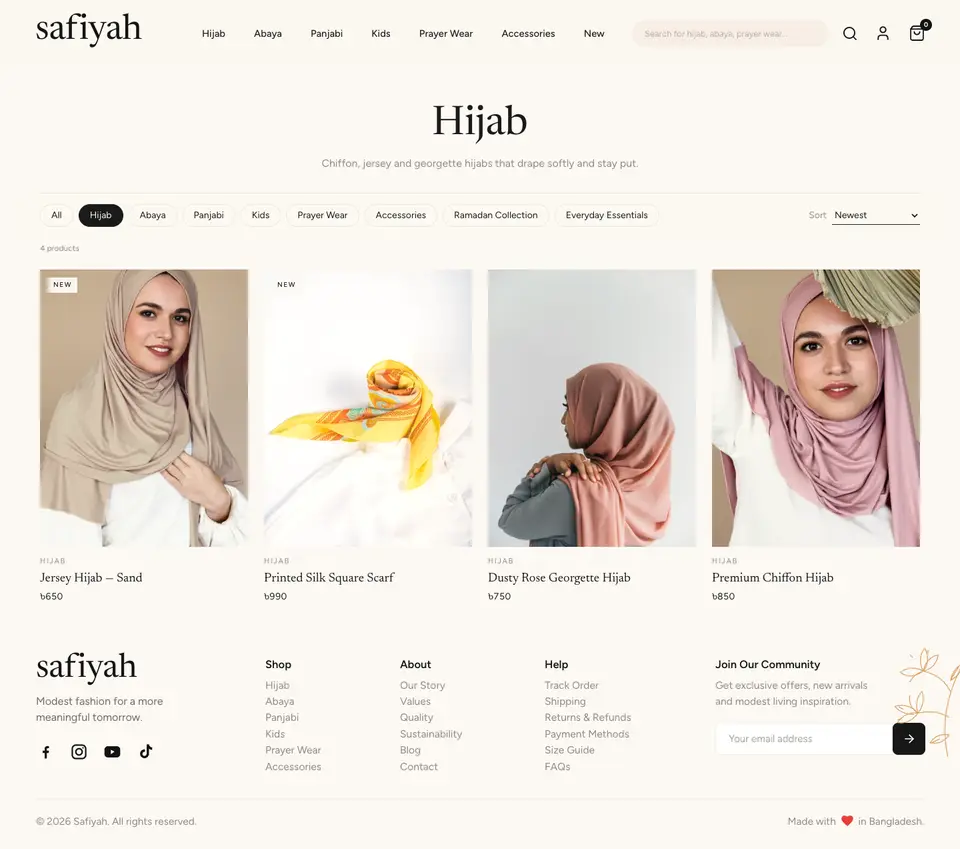 safiyah
Hijab Abaya Panjabi Kids Prayer Wear Accessories New
Search for hijab, abaya, prayer wear...
0
Hijab
Chiffon, jersey and georgette hijabs that drape softly and stay put.
All Hijab Abaya Panjabi Kids Prayer Wear Accessories Ramadan Collection Everyday Essentials
Sort Newest
4 products
NEW
NEW
HIJAB
Jersey Hijab – Sand
৳650
HIJAB
Printed Silk Square Scarf
৳990
HIJAB
Dusty Rose Georgette Hijab
৳750
HIJAB
Premium Chiffon Hijab
৳850
safiyah
Modest fashion for a more
meaningful tomorrow.
Shop
Hijab
Abaya
Panjabi
Kids
Prayer Wear
Accessories
About
Our Story
Values
Quality
Sustainability
Blog
Contact
Help
Track Order
Shipping
Returns & Refunds
Payment Methods
Size Guide
FAQs
Join Our Community
Get exclusive offers, new arrivals
and modest living inspiration.
Your email address
© 2026 Safiyah. All rights reserved.
Made with ❤️ in Bangladesh.